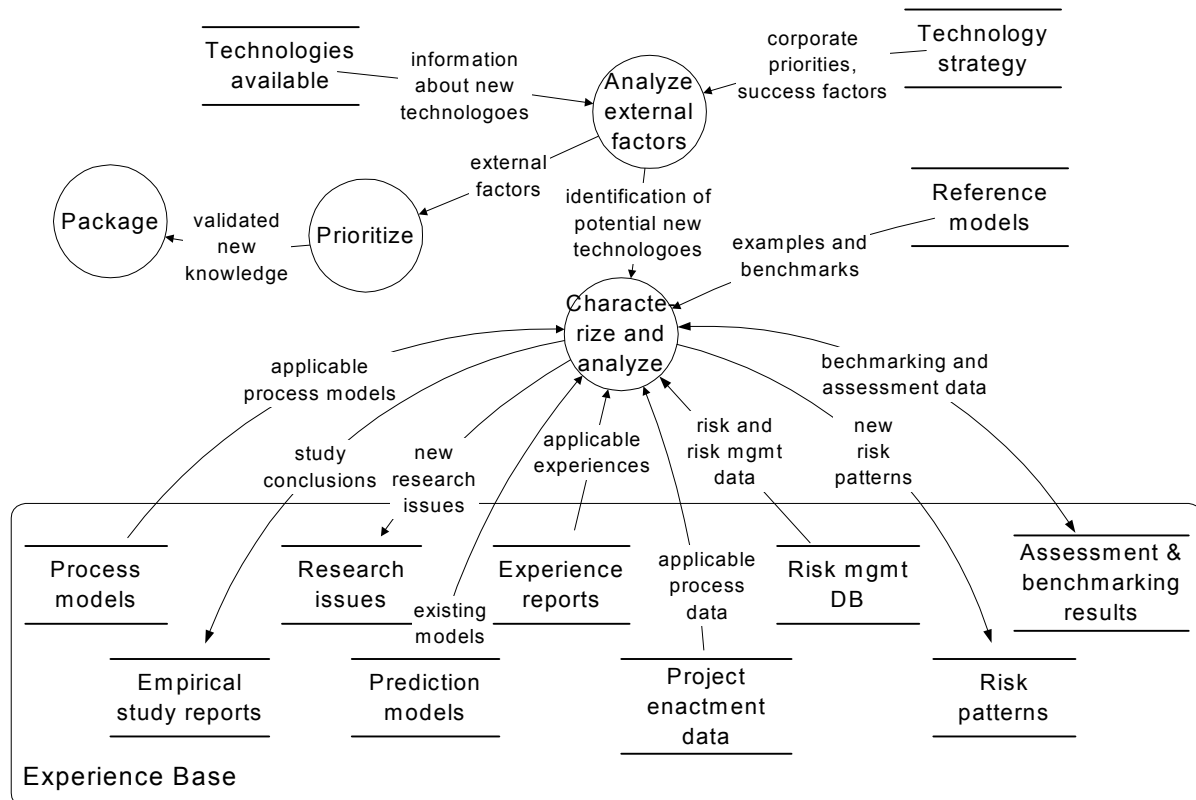 Technologies
available
information
about new
technologoes
Analyze
external
factors
corporate
priorities,
success factors
Technology
strategy
external
factors
Package
validated
new
knowledge
Prioritize
identification of
potential new
technologoes
Reference
models
examples and
benchmarks
Characte-
rize and
analyze
applicable
process models
study
conclusions
new
research
issues
applicable
experiences
risk and
risk mgmt
data
new
risk
patterns
bechmarking and
assessment data
Process
models
Research
issues
existing
models
Experience
reports
applicable
process
data
Risk mgmt
DB
Assessment &
benchmarking
results
Empirical
study reports
Prediction
models
Project
enactment
data
Risk
patterns
Experience Base